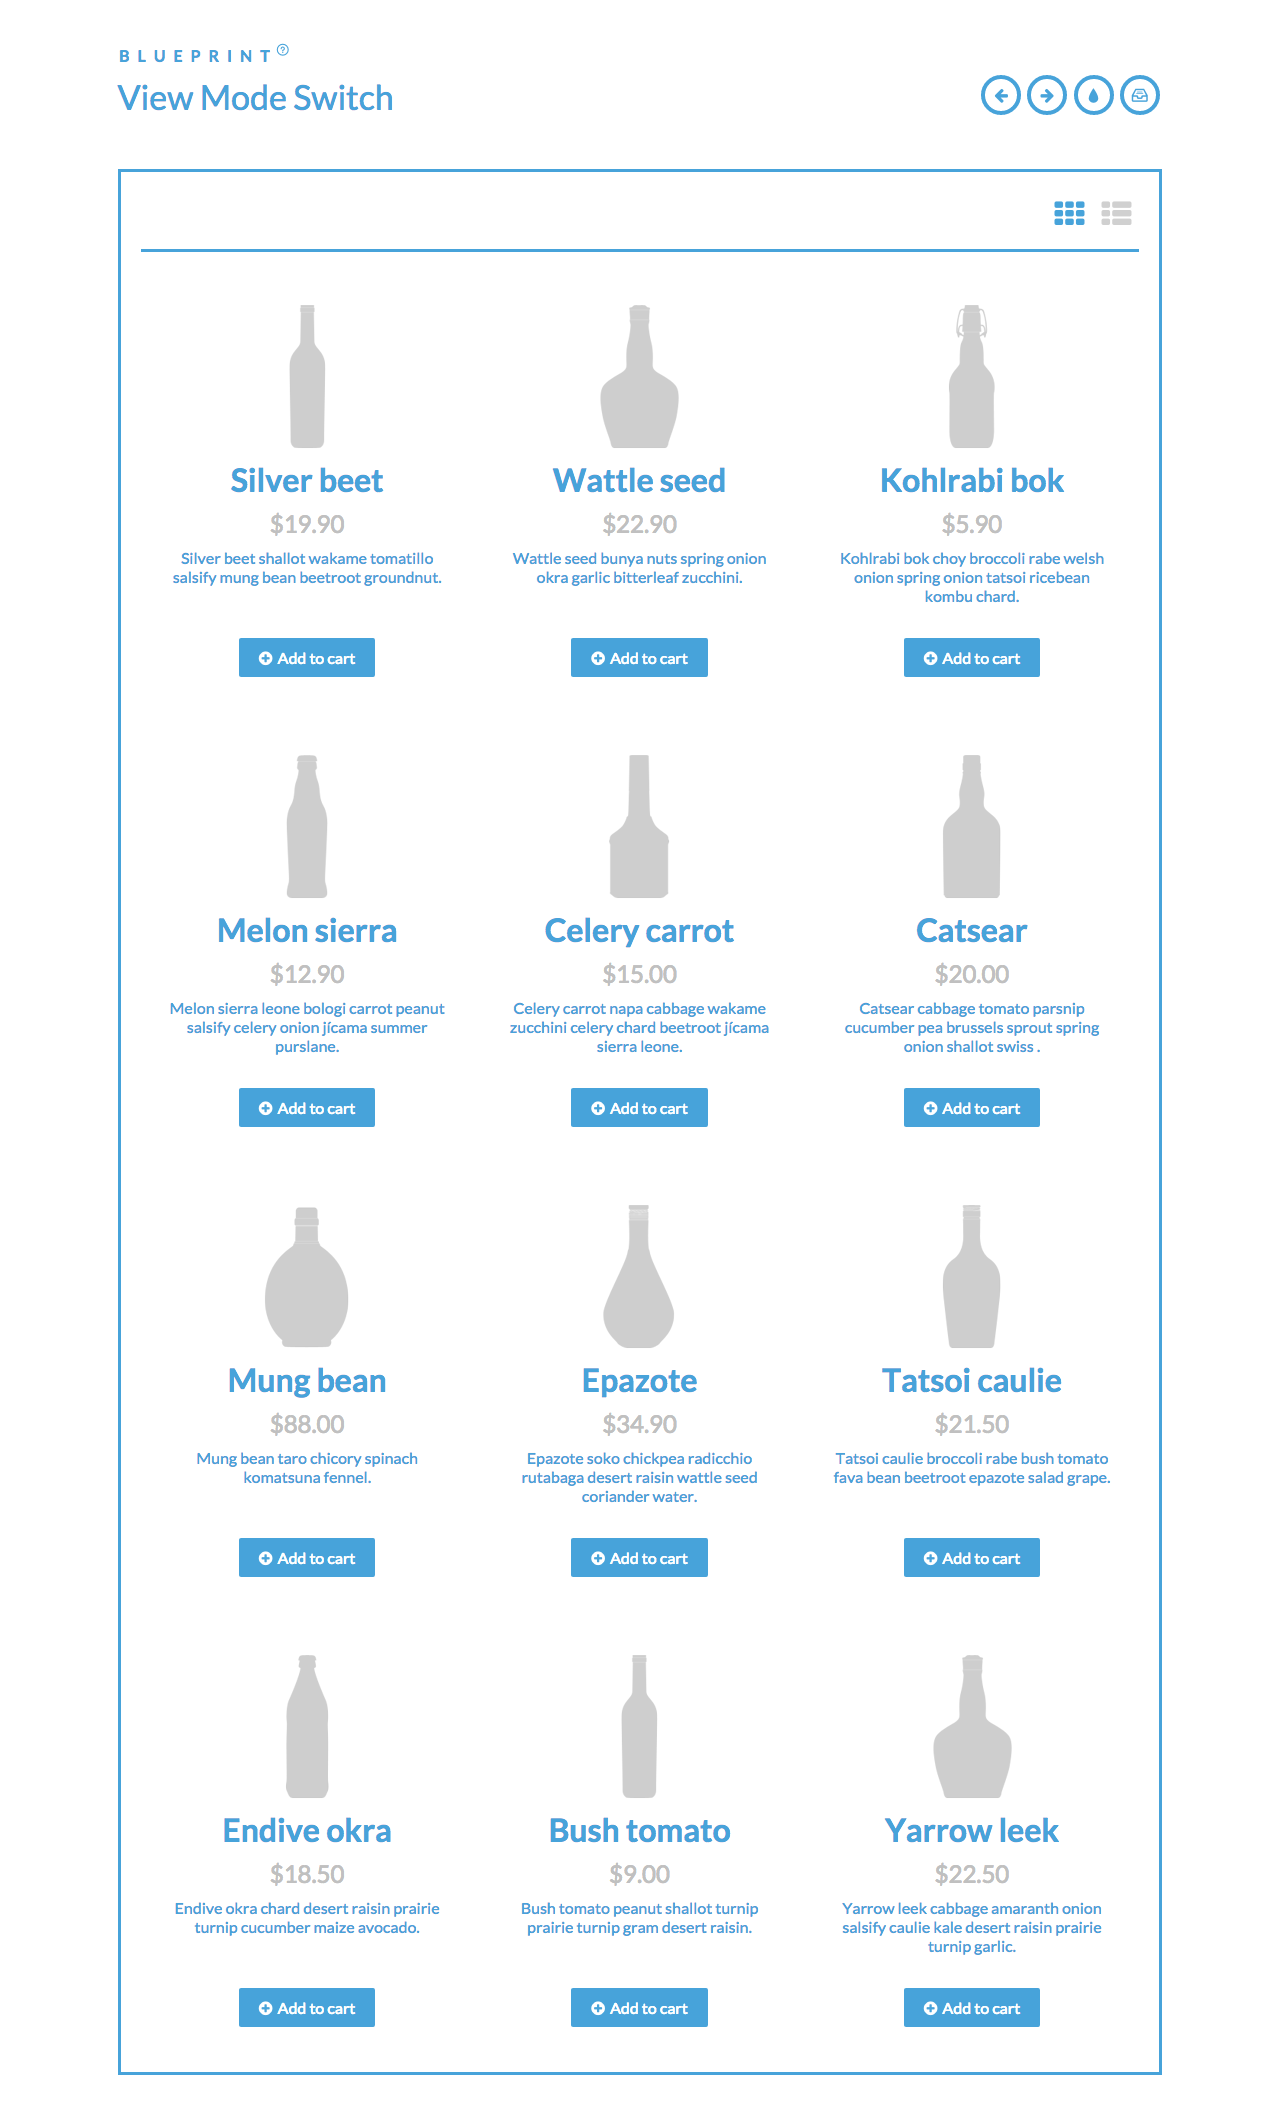 BLUEPRINT
View Mode Switch
Silver beet
$19.90
Silver beet shallot wakame tomatillo
salsify mung bean beetroot groundnut.
Add to cart
Wattle seed
$22.90
Wattle seed bunya nuts spring onion
okra garlic bitterleaf zucchini.
Add to cart
Kohlrabi bok
$5.90
Kohlrabi bok choy broccoli rabe welsh
onion spring onion tatsoi ricebean
kombu chard.
Add to cart
Melon sierra
$12.90
Melon sierra leone bologi carrot peanut
salsify celery onion jícama summer
purslane.
Add to cart
Celery carrot
$15.00
Celery carrot napa cabbage wakame
zucchini celery chard beetroot jícama
sierra leone.
Add to cart
Catsear
$20.00
Catsear cabbage tomato parsnip
cucumber pea brussels sprout spring
onion shallot swiss .
Add to cart
Mung bean
$88.00
Mung bean taro chicory spinach
komatsuna fennel.
Add to cart
Epazote
$34.90
Epazote soko chickpea radicchio
rutabaga desert raisin wattle seed
coriander water.
Add to cart
Tatsoi caulie
$21.50
Tatsoi caulie broccoli rabe bush tomato
fava bean beetroot epazote salad grape.
Add to cart
Endive okra
$18.50
Endive okra chard desert raisin prairie
turnip cucumber maize avocado.
Add to cart
Bush tomato
$9.00
Bush tomato peanut shallot turnip
prairie turnip gram desert raisin.
Add to cart
Yarrow leek
$22.50
Yarrow leek cabbage amaranth onion
salsify caulie kale desert raisin prairie
turnip garlic.
Add to cart